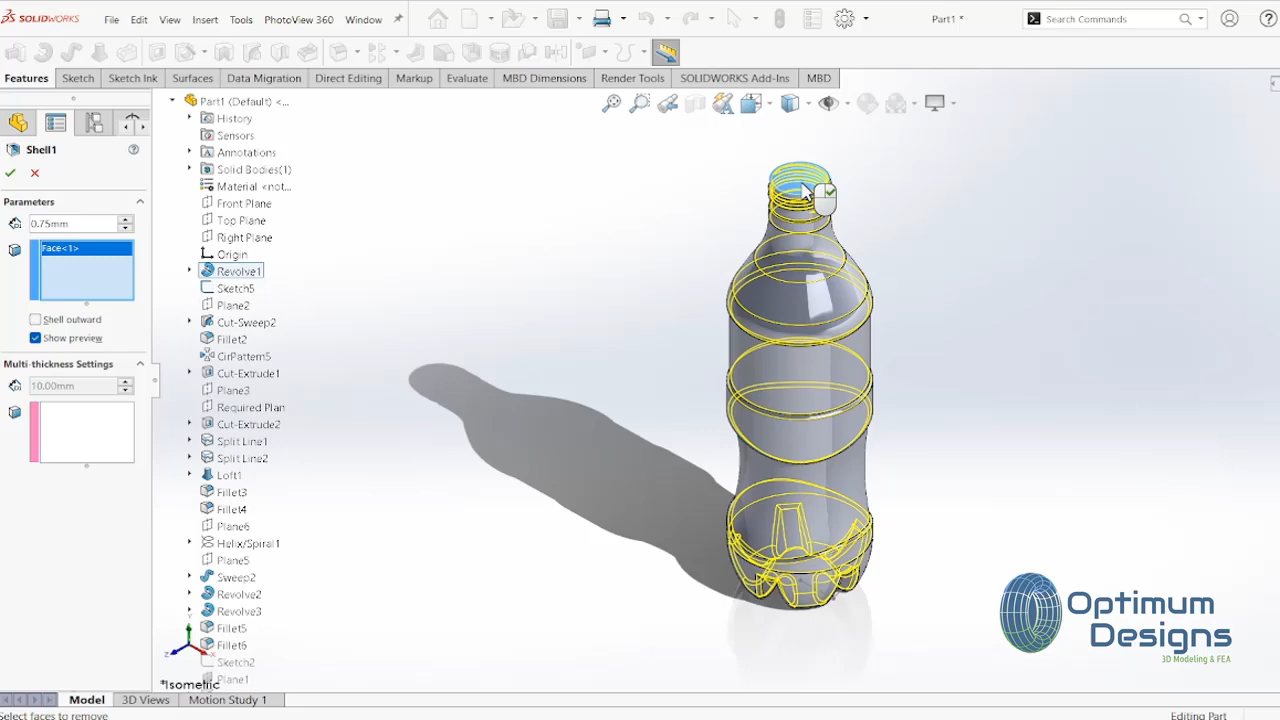 SOLIDWORKS File Edit View Insert Tools PhotoView 360 Window Part1 * Search Commands
Features Sketch Sketch Ink Surfaces Data Migration Direct Editing Markup Evaluate MBD Dimensions Render Tools SOLIDWORKS Add-Ins MBD
Part1 (Default) <...
History
Sensors
Annotations
Solid Bodies(1)
Material <not...
Front Plane
Top Plane
Right Plane
Origin
Revolve1
Sketch5
Plane2
Cut-Sweep2
Fillet2
CirPattern5
Cut-Extrude1
Plane3
Required Plan
Cut-Extrude2
Split Line1
Split Line2
Loft1
Fillet3
Fillet4
Plane6
Helix/Spiral1
Plane5
Sweep2
Revolve2
Revolve3
Fillet5
Fillet6
Sketch2
Plane1
Shell1
Parameters
0.75mm
Face<1>
Shell outward
Show preview
Multi-thickness Settings
10.00mm
Y
Z
X
*Isometric
Optimum
Designs
3D Modeling & FEA
Model 3D Views Motion Study 1
Select faces to remove
Editing Part